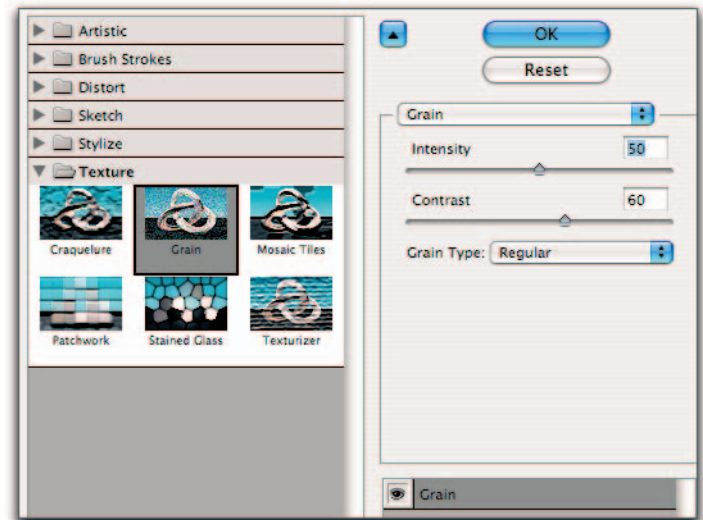 Artistic
Brush Strokes
Distort
Sketch
Stylize
Texture
Craquelure Grain Mosaic Tiles
Patchwork Stained Glass Texturizer
OK
Reset
Grain
Intensity 50
Contrast 60
Grain Type: Regular
Grain